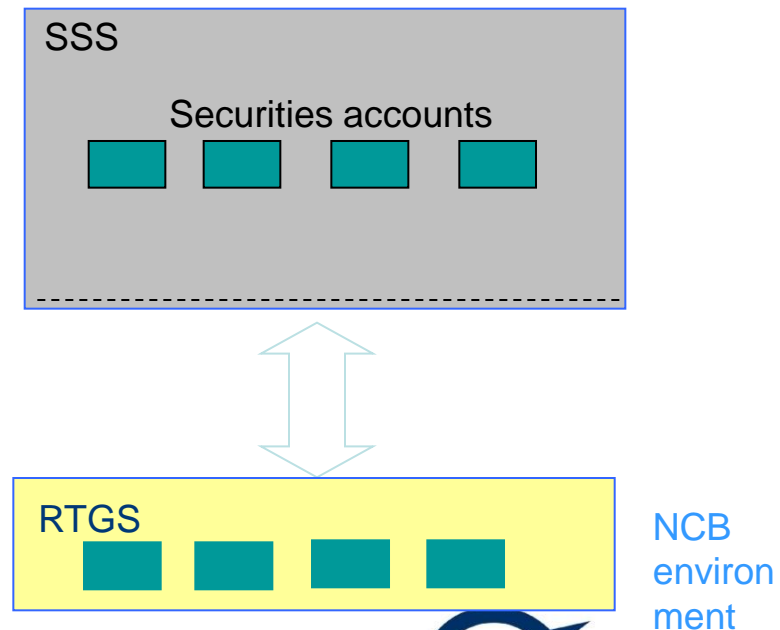 SSS
Securities accounts
RTGS
NCB
environ
ment